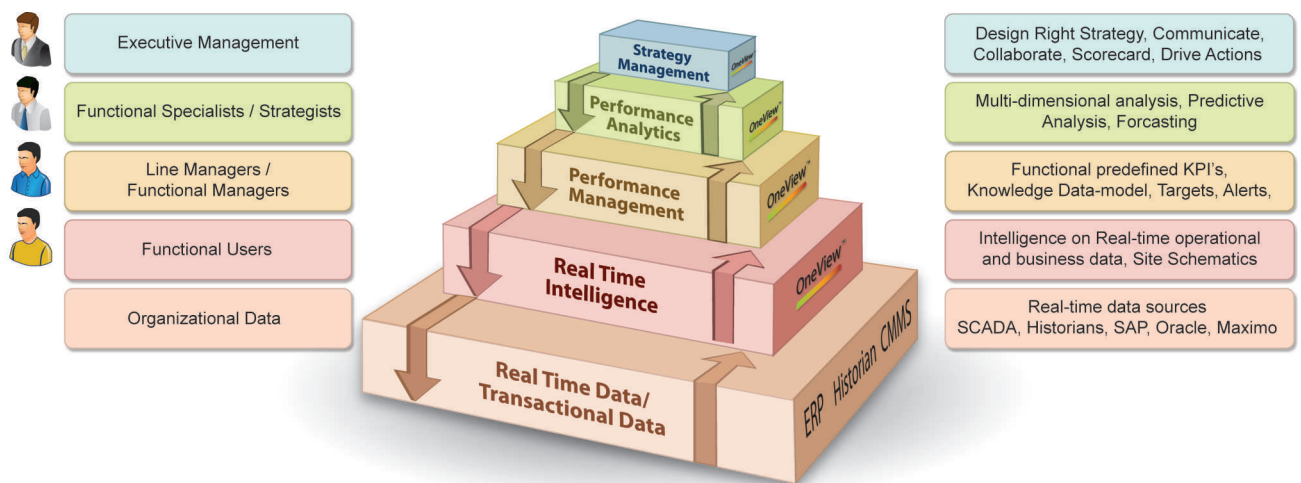 Executive Management
Functional Specialists / Strategists
Line Managers /
Functional Managers
Functional Users
Organizational Data
Strategy
Management
OneView
Performance
Analytics
OneView™
Performance
Management
OneView™
Real Time
Intelligence
OneView™
Real Time Data/
Transactional Data
ERP Historian CMMS
Design Right Strategy, Communicate,
Collaborate, Scorecard, Drive Actions
Multi-dimensional analysis, Predictive
Analysis, Forcasting
Functional predefined KPI's,
Knowledge Data-model, Targets, Alerts,
Intelligence on Real-time operational
and business data, Site Schematics
Real-time data sources
SCADA, Historians, SAP, Oracle, Maximo